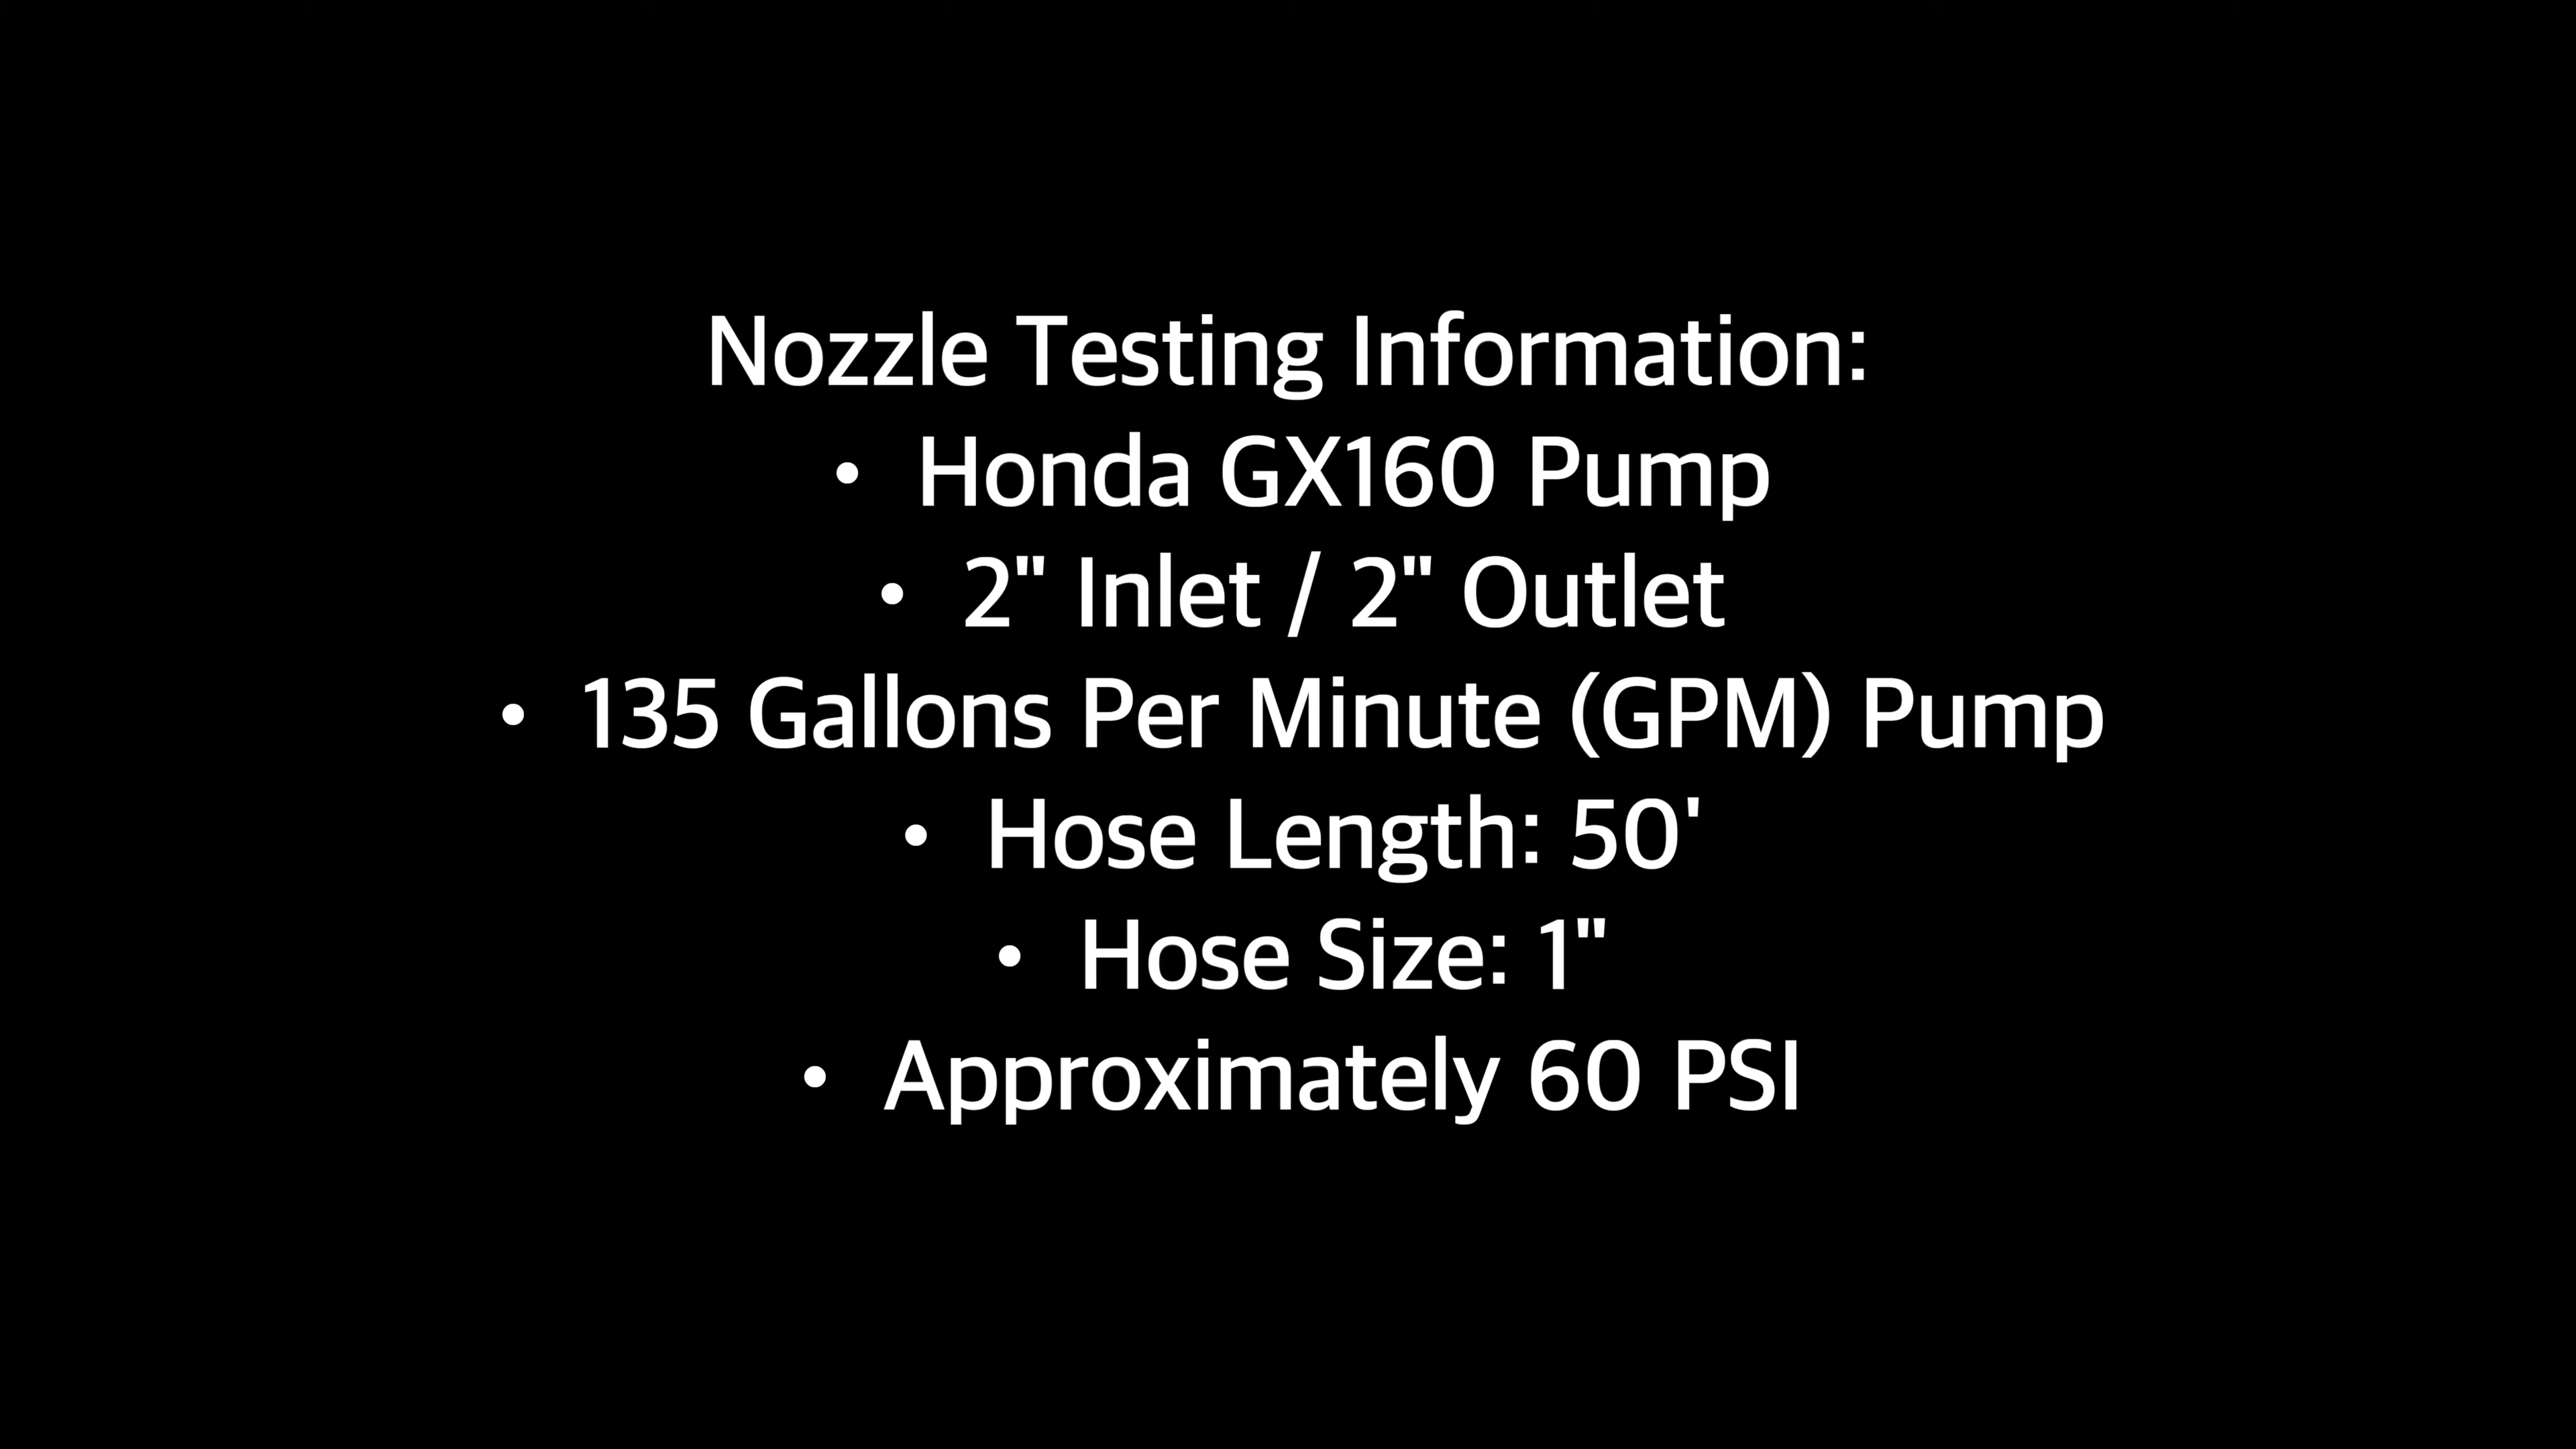 Nozzle Testing Information:
• Honda GX160 Pump
• 2" Inlet / 2" Outlet
• 135 Gallons Per Minute (GPM) Pump
• Hose Length: 50'
• Hose Size: 1"
• Approximately 60 PSI